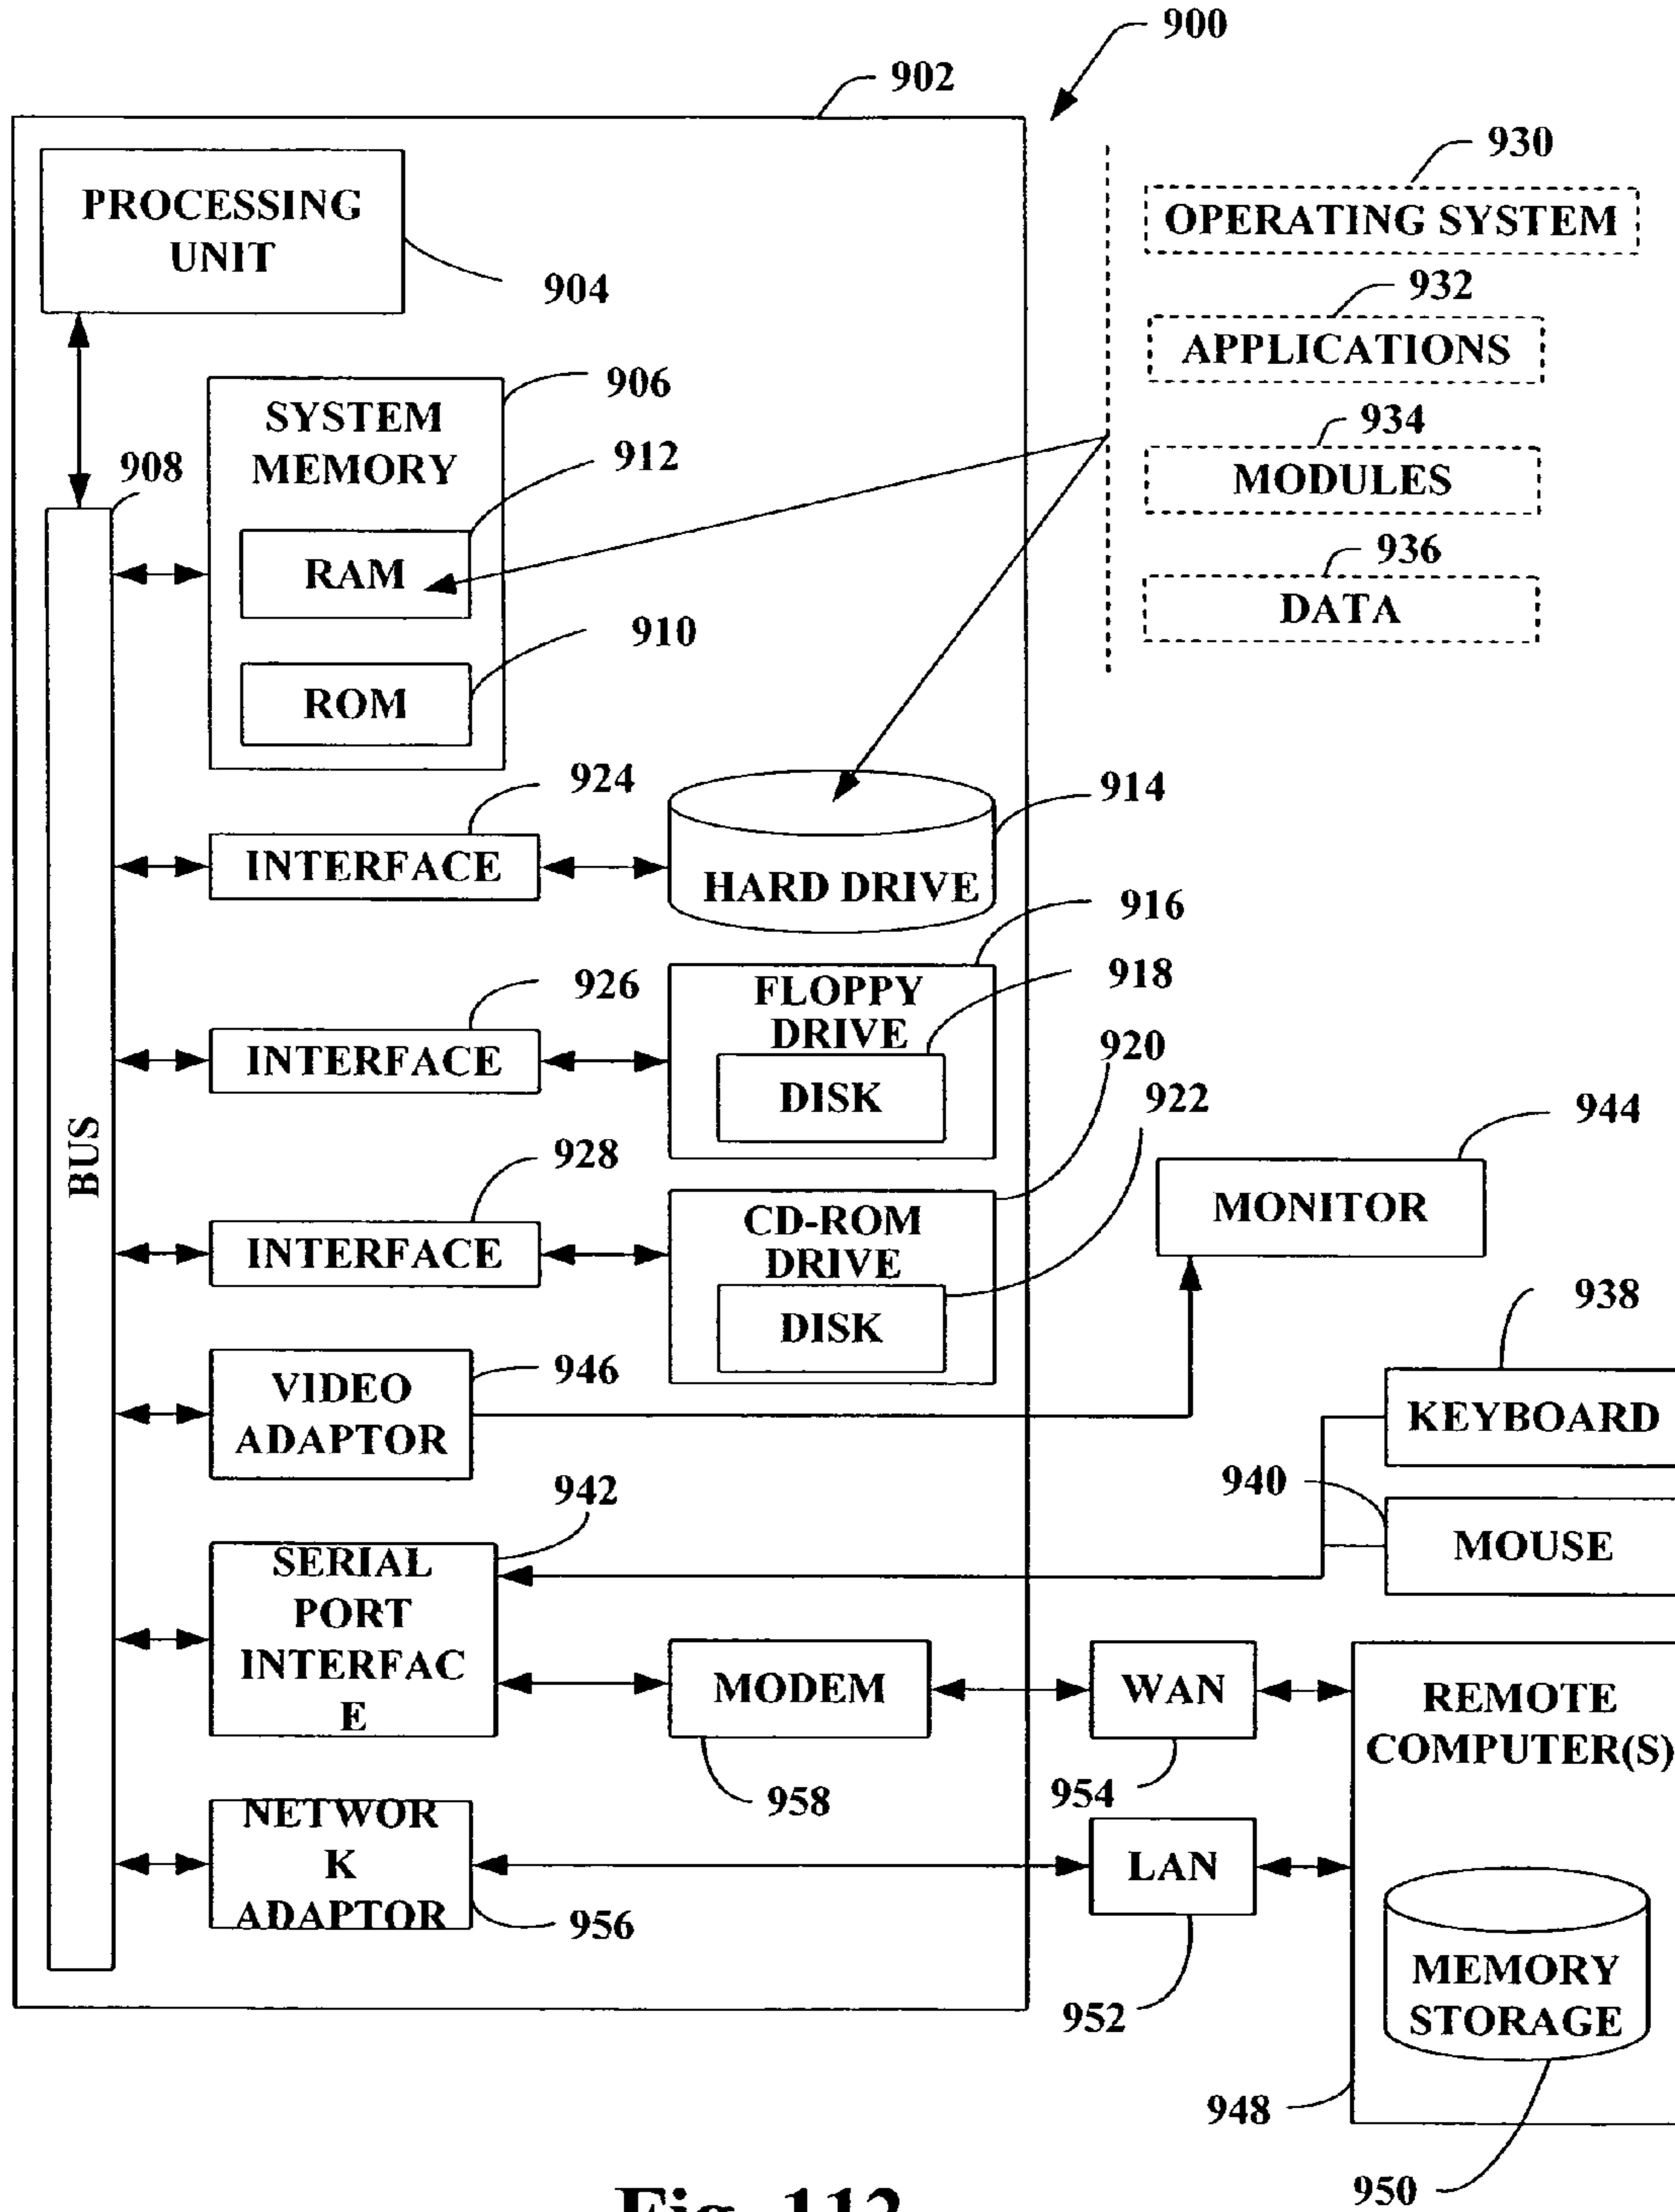 900
902
930
PROCESSING
UNIT
OPERATING SYSTEM
904
932
APPLICATIONS
906
SYSTEM
MEMORY
934
908
912
MODULES
936
RAM
DATA
910
ROM
924
914
INTERFACE
HARD DRIVE
916
918
926
FLOPPY
DRIVE
920
INTERFACE
DISK
922
944
BUS
928
MONITOR
CD-ROM
DRIVE
INTERFACE
938
DISK
946
VIDEO
ADAPTOR
KEYBOARD
940
942
MOUSE
SERIAL
PORT
INTERFAC
E
MODEM
WAN
REMOTE
COMPUTER(S)
958
954
NETWOR
K
ADAPTOR
LAN
956
MEMORY
STORAGE
952
948
950
Fig. 112